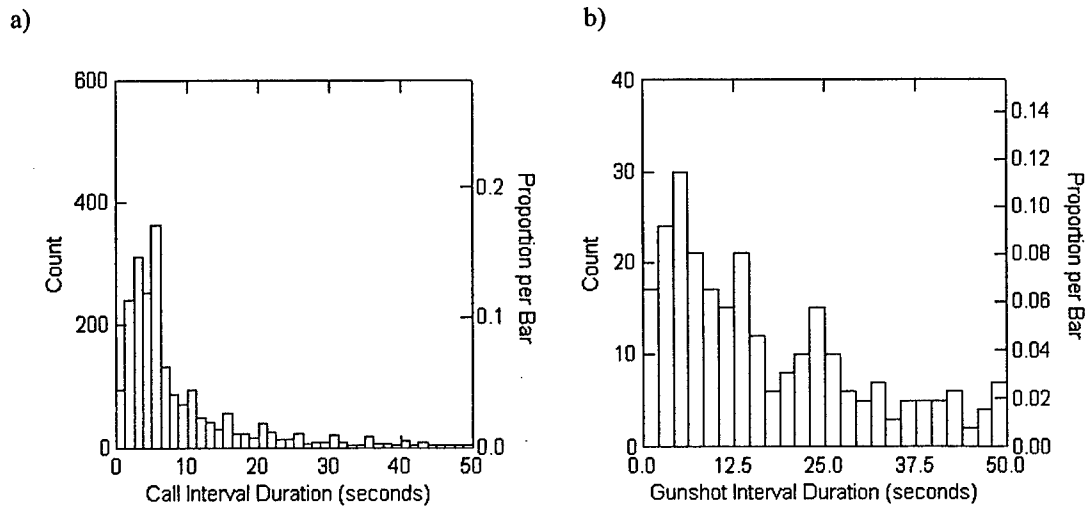 a)
600
400
200
0
Count
0.2
0.1
0.0
Proportion per Bar
0 10 20 30 40 50
Call Interval Duration (seconds)
b)
40
30
20
10
0
Count
0.14
0.12
0.10
0.08
0.06
0.04
0.02
0.00
Proportion per Bar
0.0 12.5 25.0 37.5 50.0
Gunshot Interval Duration (seconds)